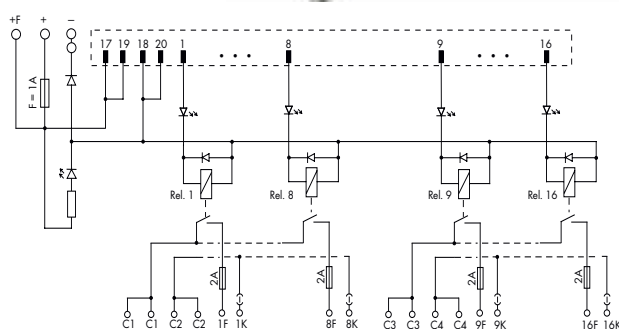 +F + −
17 19 18 20 1 8 9 16
F = 1A
Rel. 1 Rel. 8 Rel. 9 Rel. 16
2A 2A 2A 2A
C1 C1 C2 C2 1F 1K 8F 8K C3 C3 C4 C4 9F 9K 16F 16K